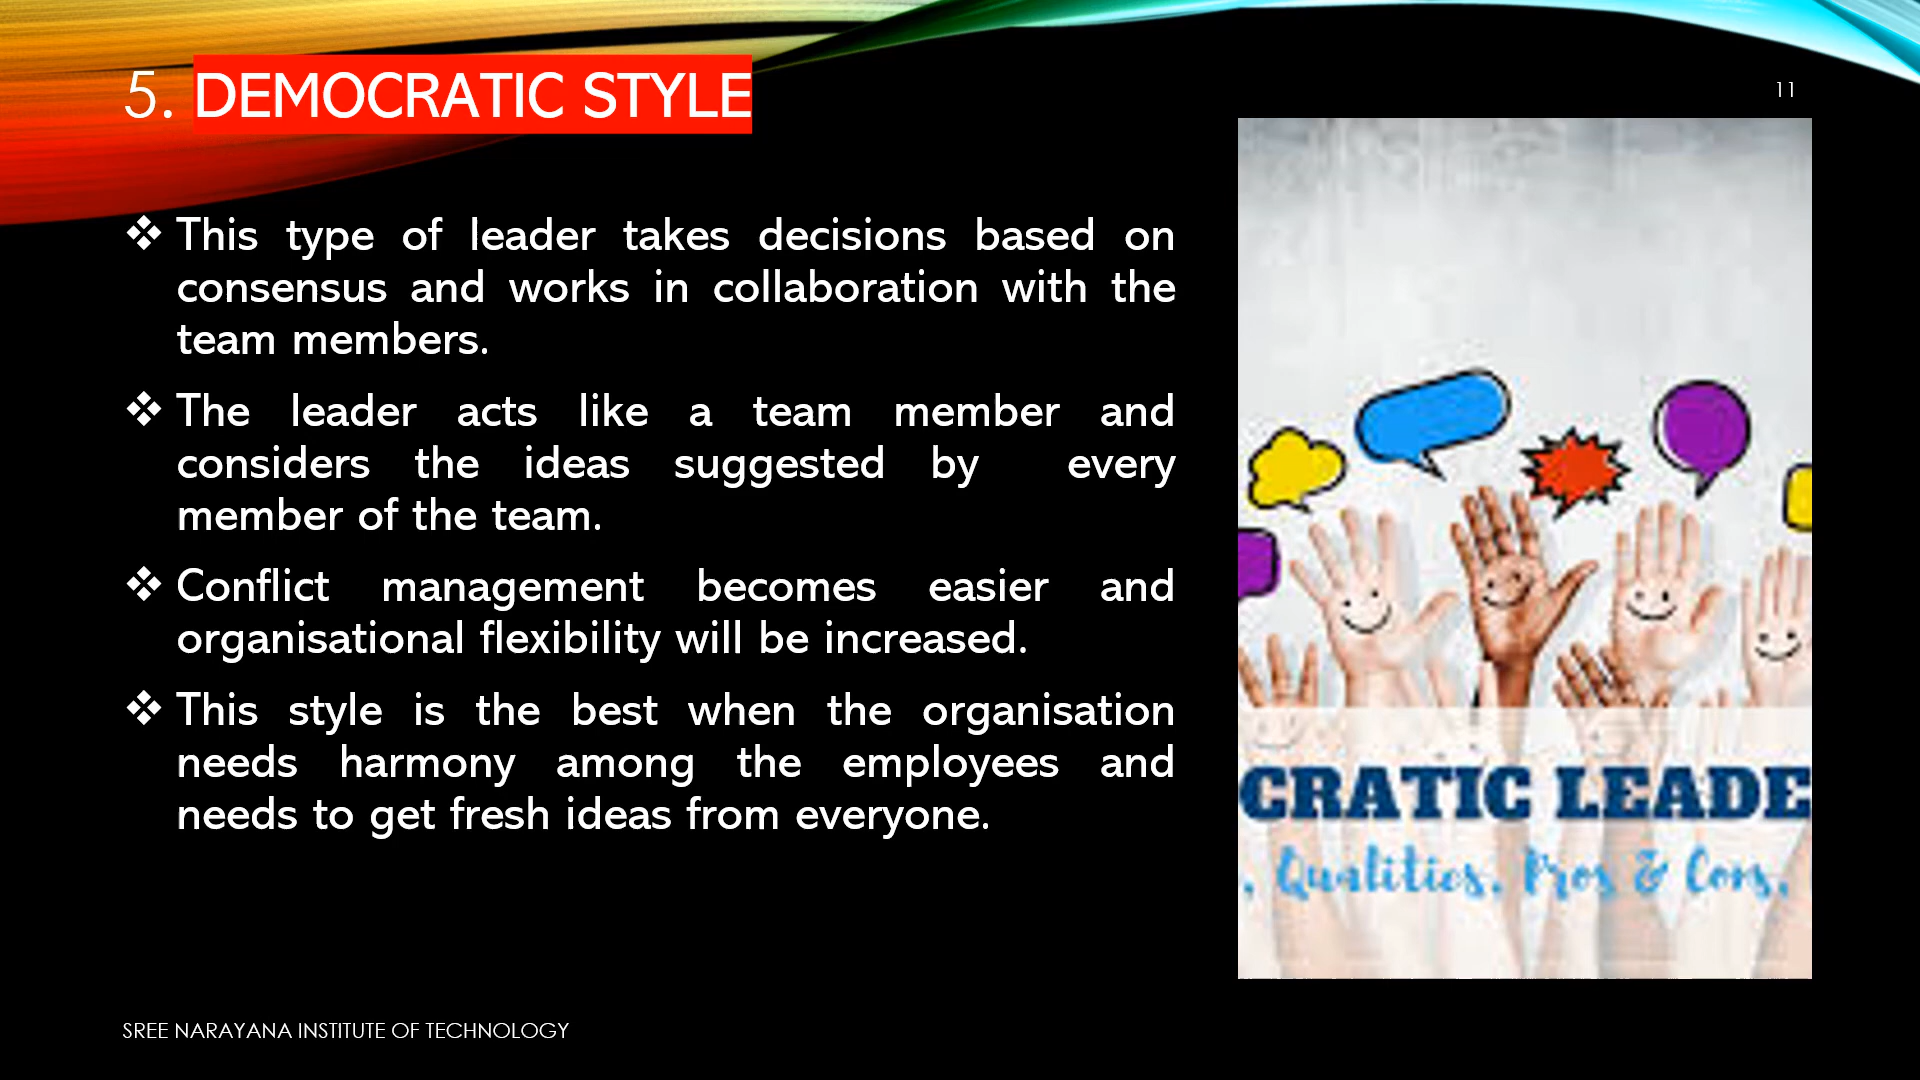 5. DEMOCRATIC STYLE
11
❖ This type of leader takes decisions based on
consensus and works in collaboration with the
team members.
❖ The leader acts like a team member and
considers the ideas suggested by every
member of the team.
❖ Conflict management becomes easier and
organisational flexibility will be increased.
❖ This style is the best when the organisation
needs harmony among the employees and
needs to get fresh ideas from everyone.
CRATIC LEADE
, Qualities, Pros & Cons,
SREE NARAYANA INSTITUTE OF TECHNOLOGY